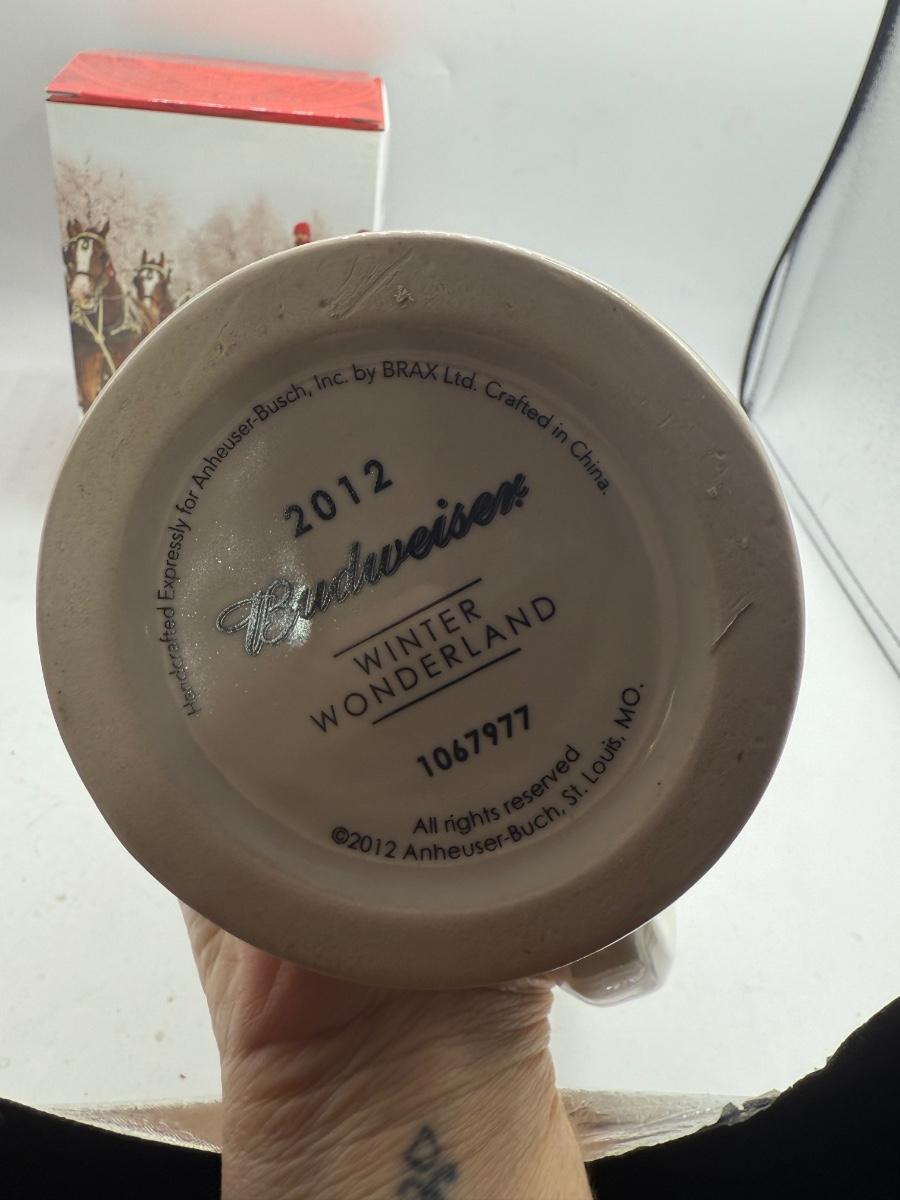 Handcrafted Expressly for Anheuser-Busch, Inc. by BRAX Ltd. Crafted in China.
2012
Budweiser
WINTER
WONDERLAND
1067977
All rights reserved
©2012 Anheuser-Buch, St. Louis, MO.